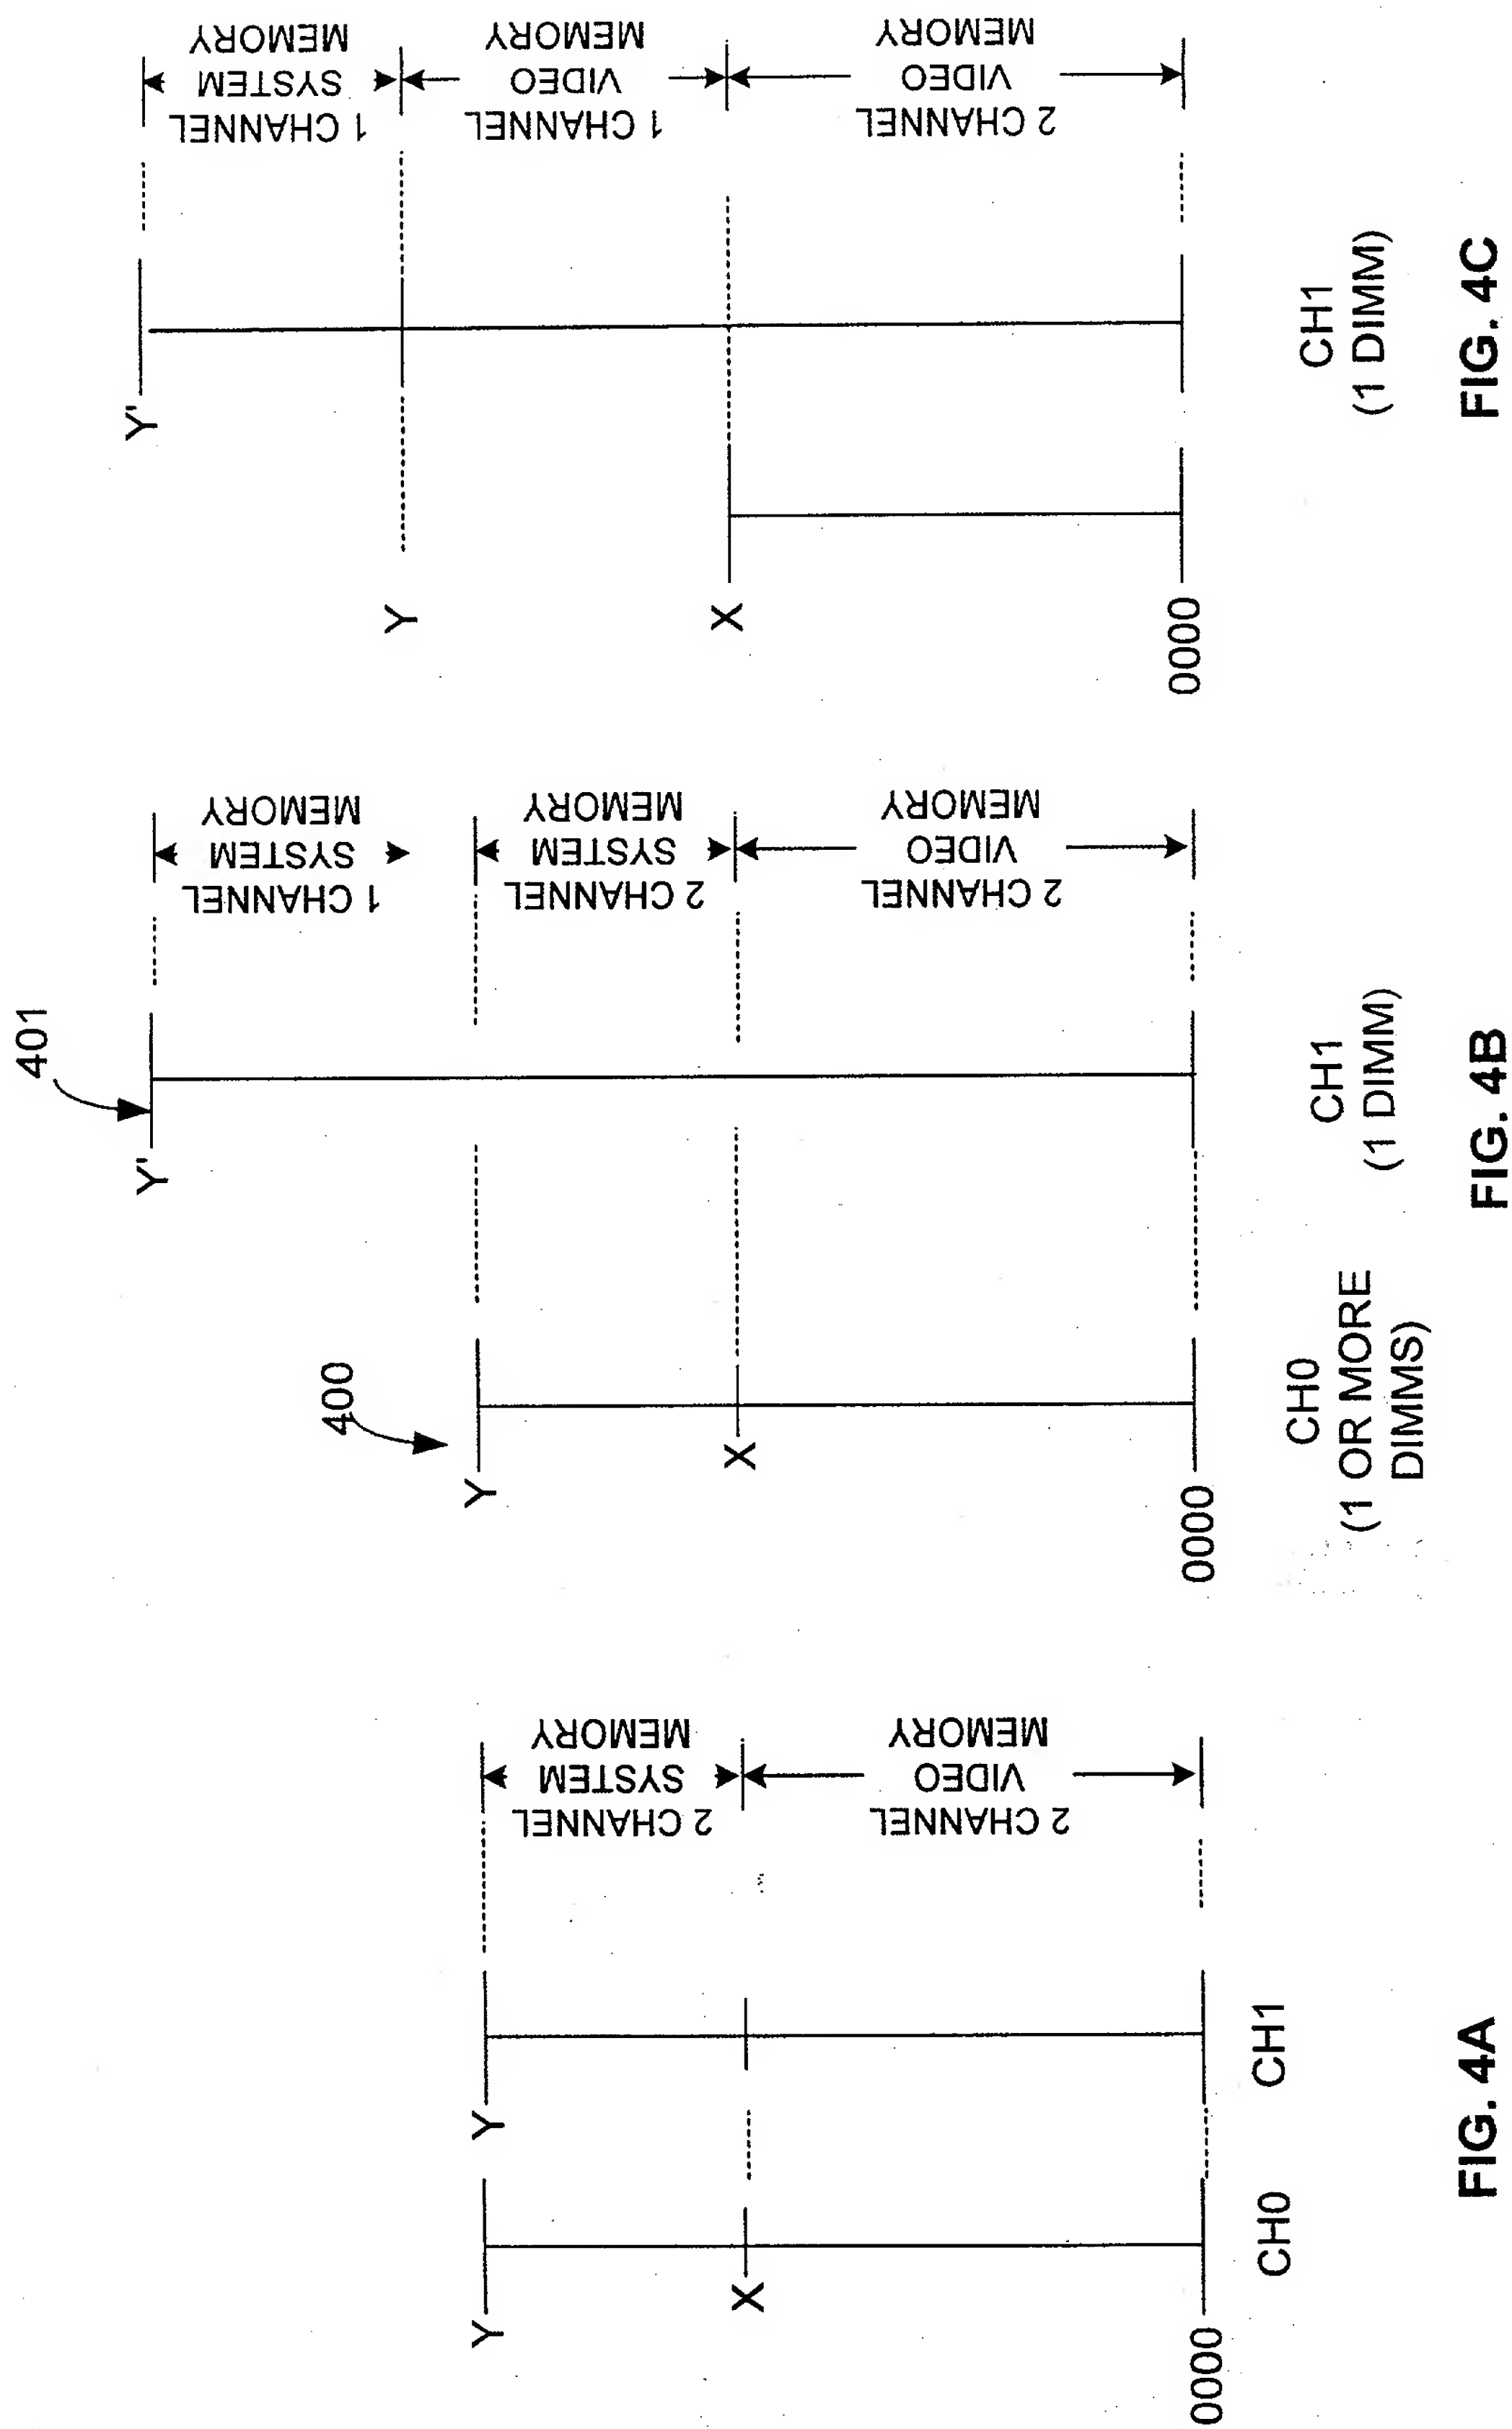 Y
Y
X
0000
CH0
CH1
2 CHANNEL
SYSTEM
MEMORY
2 CHANNEL
VIDEO
MEMORY
FIG. 4A
401
Y'
400
Y
X
0000
CH0
(1 OR MORE
DIMMS)
CH1
(1 DIMM)
1 CHANNEL
SYSTEM
MEMORY
2 CHANNEL
SYSTEM
MEMORY
2 CHANNEL
VIDEO
MEMORY
FIG. 4B
Y'
Y
X
0000
CH1
(1 DIMM)
1 CHANNEL
SYSTEM
MEMORY
1 CHANNEL
VIDEO
MEMORY
2 CHANNEL
VIDEO
MEMORY
FIG. 4C